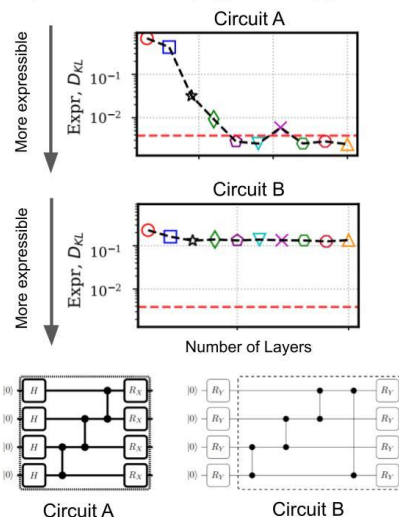 Circuit A
More expressible
Expr, D_KL
10⁻¹
10⁻²
Circuit B
More expressible
Expr, D_KL
10⁻¹
10⁻²
Number of Layers
|0⟩ H R_X |0⟩ R_Y R_Y
|0⟩ H R_X |0⟩ R_Y R_Y
|0⟩ H R_X |0⟩ R_Y R_Y
|0⟩ H R_X |0⟩ R_Y R_Y
Circuit A Circuit B